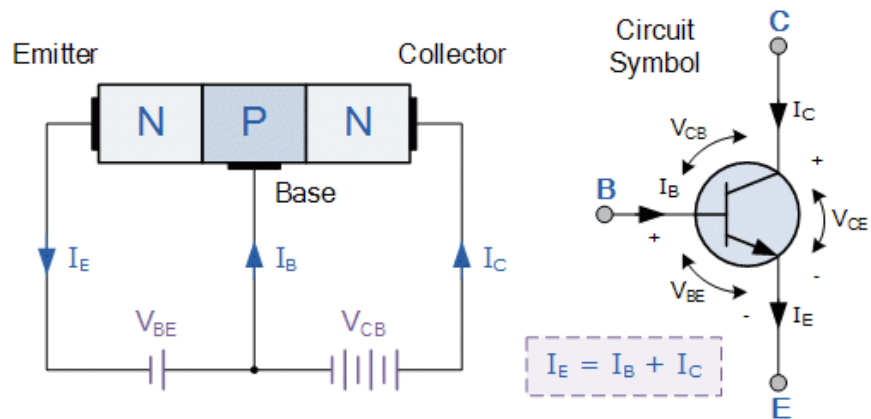 Emitter
Collector
N P N
Base
I_E
I_B
I_C
V_BE
V_CB
Circuit
Symbol
C
I_C
V_CB
+
B
I_B
+
V_CE
V_BE
-
-
I_E
I_E = I_B + I_C
E